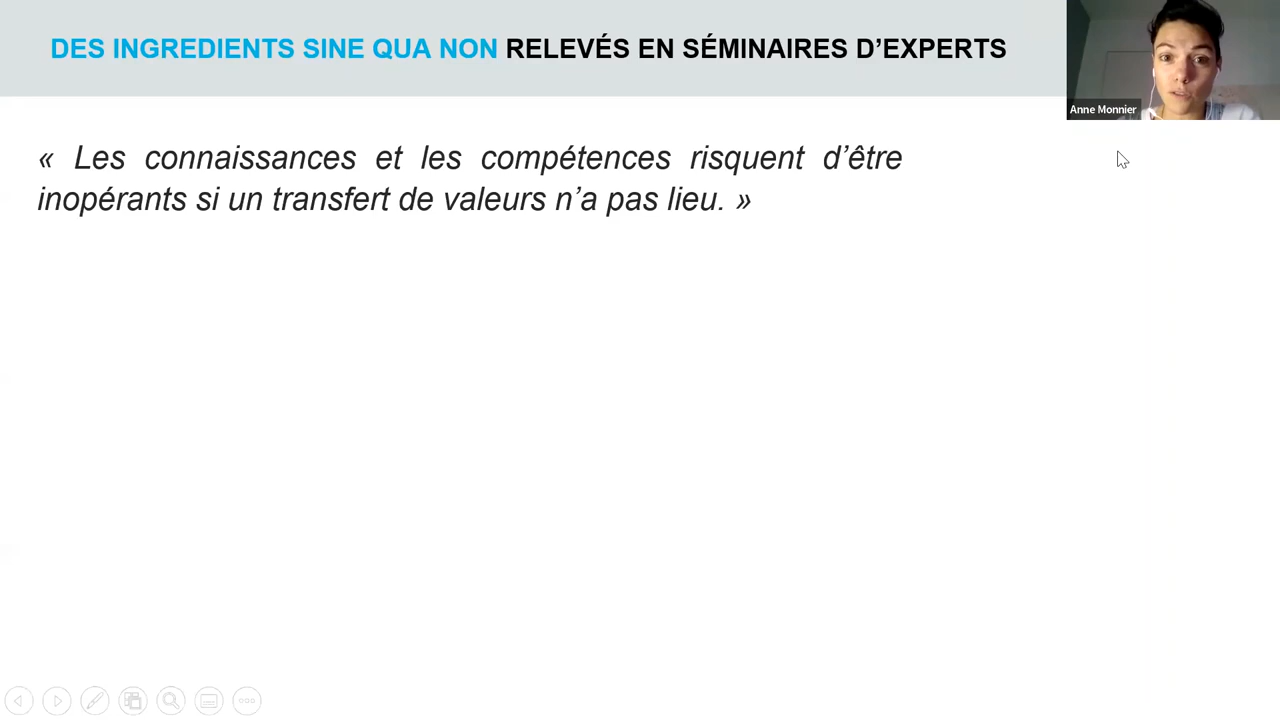 DES INGREDIENTS SINE QUA NON RELEVÉS EN SÉMINAIRES D’EXPERTS
Anne Monnier
« Les connaissances et les compétences risquent d’être
inopérants si un transfert de valeurs n’a pas lieu. »